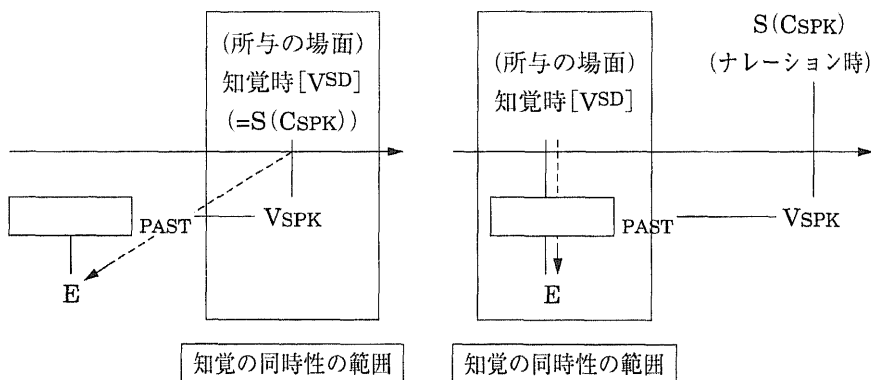 (所与の場面)
知覚時[VSD]
(=S(CSPK))
PAST
VSPK
E
知覚の同時性の範囲
S(CSPK)
(ナレーション時)
(所与の場面)
知覚時[VSD]
PAST
VSPK
E
知覚の同時性の範囲